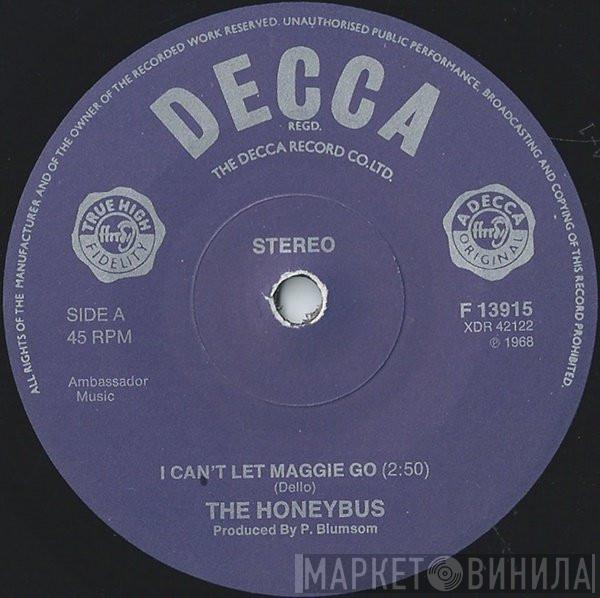 ALL RIGHTS OF THE MANUFACTURER AND OF THE OWNER OF THE RECORDED WORK RESERVED. UNAUTHORISED PUBLIC PERFORMANCE, BROADCASTING AND COPYING OF THIS RECORD PROHIBITED.
DECCA
REGD.
THE DECCA RECORD CO. LTD.
TRUE HIGH
ffrr
FIDELITY
A DECCA
ffrr
ORIGINAL
STEREO
SIDE A
45 RPM
F 13915
XDR 42122
℗ 1968
Ambassador
Music
I CAN'T LET MAGGIE GO (2:50)
(Dello)
THE HONEYBUS
Produced By P. Blumsom
МАРКЕТ ВИНИЛА